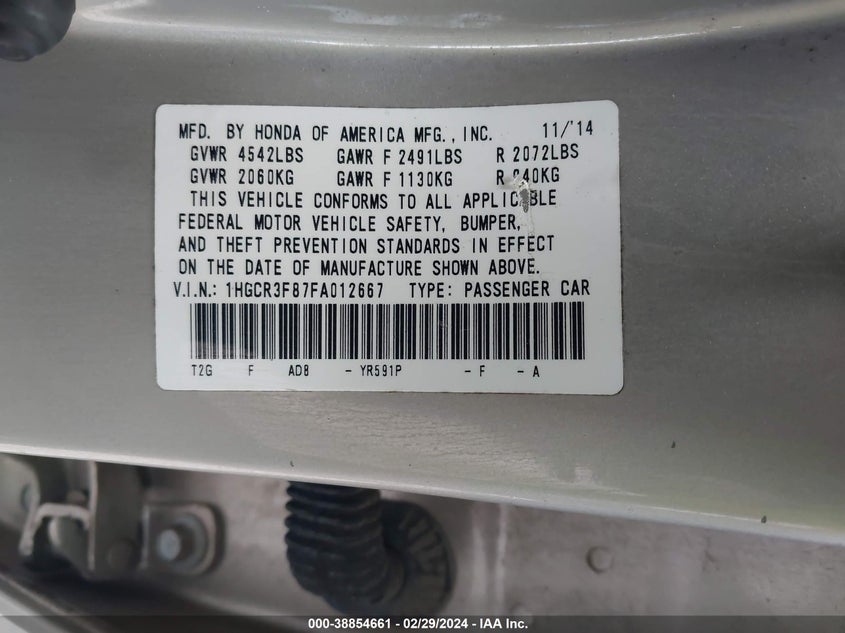 MFD. BY HONDA OF AMERICA MFG., INC. 11/'14
GVWR 4542LBS GAWR F 2491LBS R 2072LBS
GVWR 2060KG GAWR F 1130KG R 940KG
THIS VEHICLE CONFORMS TO ALL APPLICABLE
FEDERAL MOTOR VEHICLE SAFETY, BUMPER,
AND THEFT PREVENTION STANDARDS IN EFFECT
ON THE DATE OF MANUFACTURE SHOWN ABOVE.
V.I.N.: 1HGCR3F87FA012667 TYPE: PASSENGER CAR
T2G F AD8 - YR591P - F - A
000-38854661 - 02/29/2024 - IAA Inc.